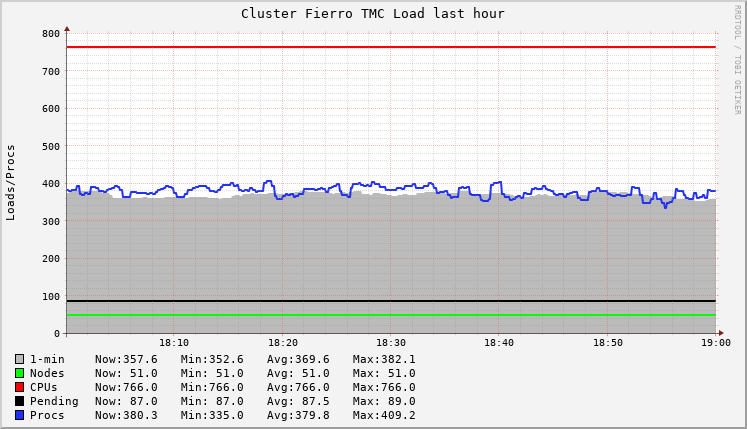 Cluster Fierro TMC Load last hour
RRDTOOL / TOBI OETIKER
Loads/Procs
800
700
600
500
400
300
200
100
0
18:10 18:20 18:30 18:40 18:50 19:00
1-min Now:357.6 Min:352.6 Avg:369.6 Max:382.1
Nodes Now: 51.0 Min: 51.0 Avg: 51.0 Max: 51.0
CPUs Now:766.0 Min:766.0 Avg:766.0 Max:766.0
Pending Now: 87.0 Min: 87.0 Avg: 87.5 Max: 89.0
Procs Now:380.3 Min:335.0 Avg:379.8 Max:409.2